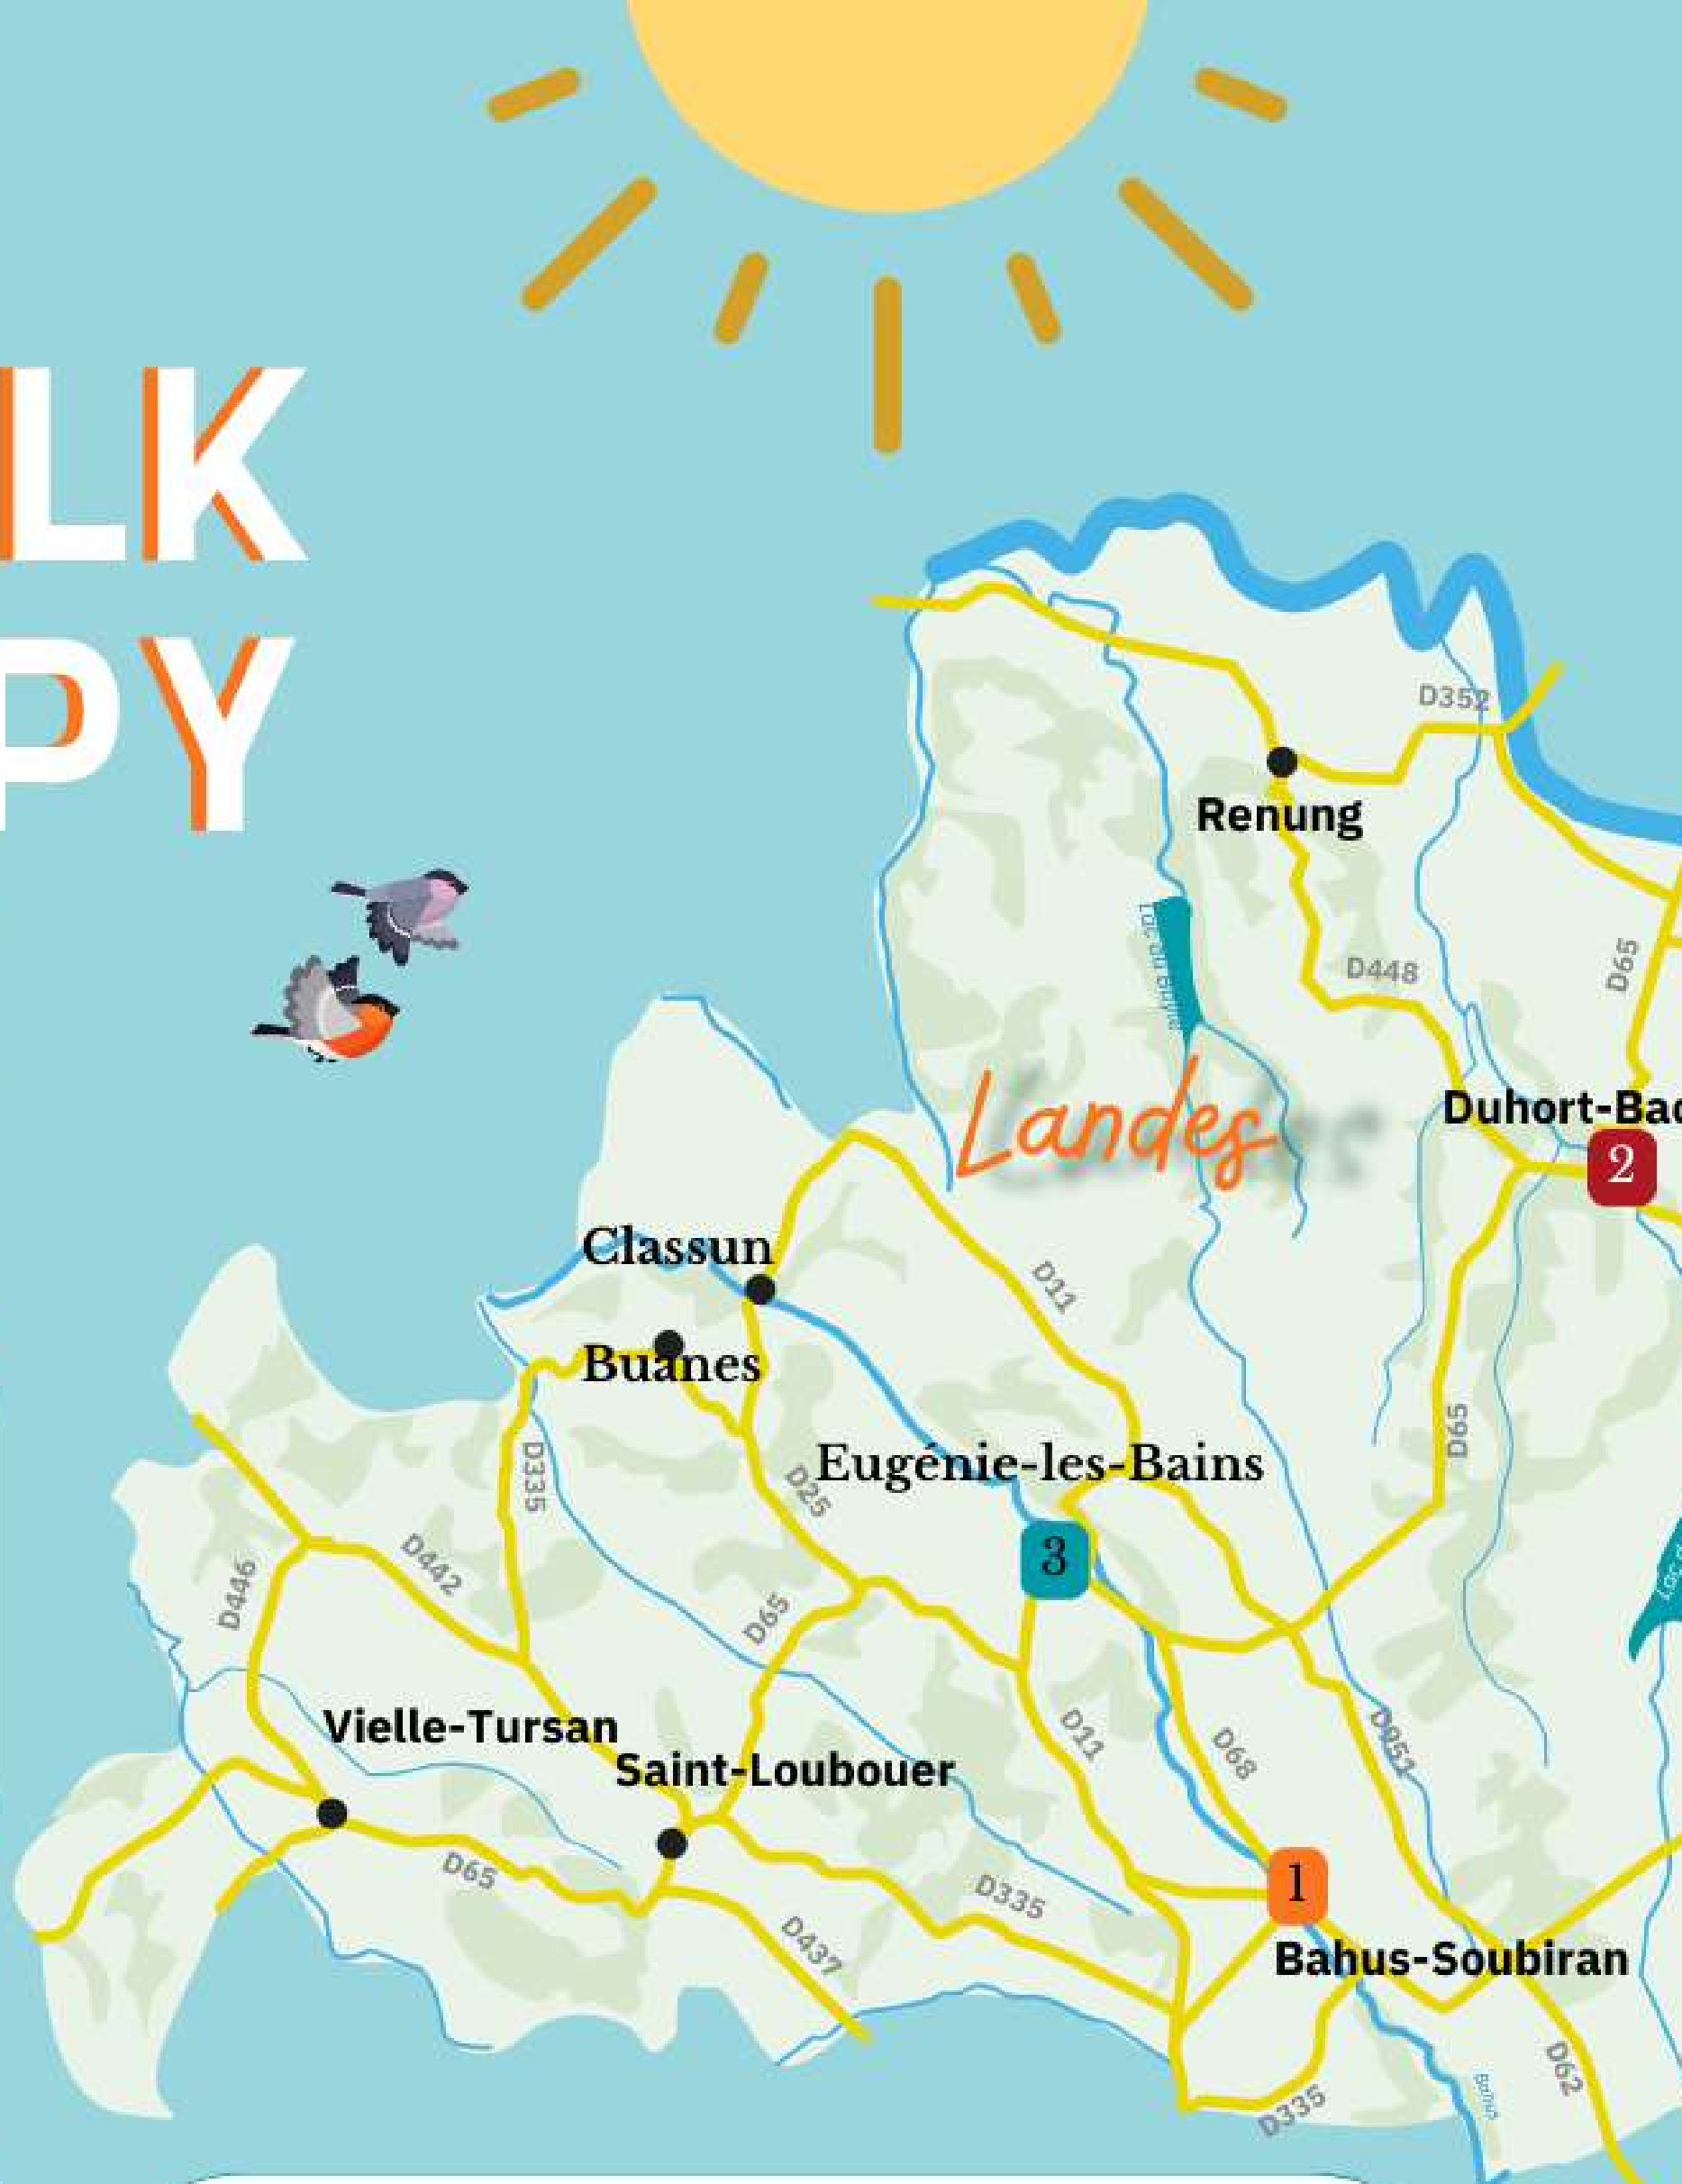 LK
PY
D352
Renung
D65
D448
Landes
Duhort-Bac
2
Classun
D11
Buanes
D65
Eugénie-les-Bains
D335
D25
3
D442
D446
D65
Vielle-Tursan
D11
D68
D951
Saint-Loubouer
D65
D335
1
D437
Bahus-Soubiran
D62
D335